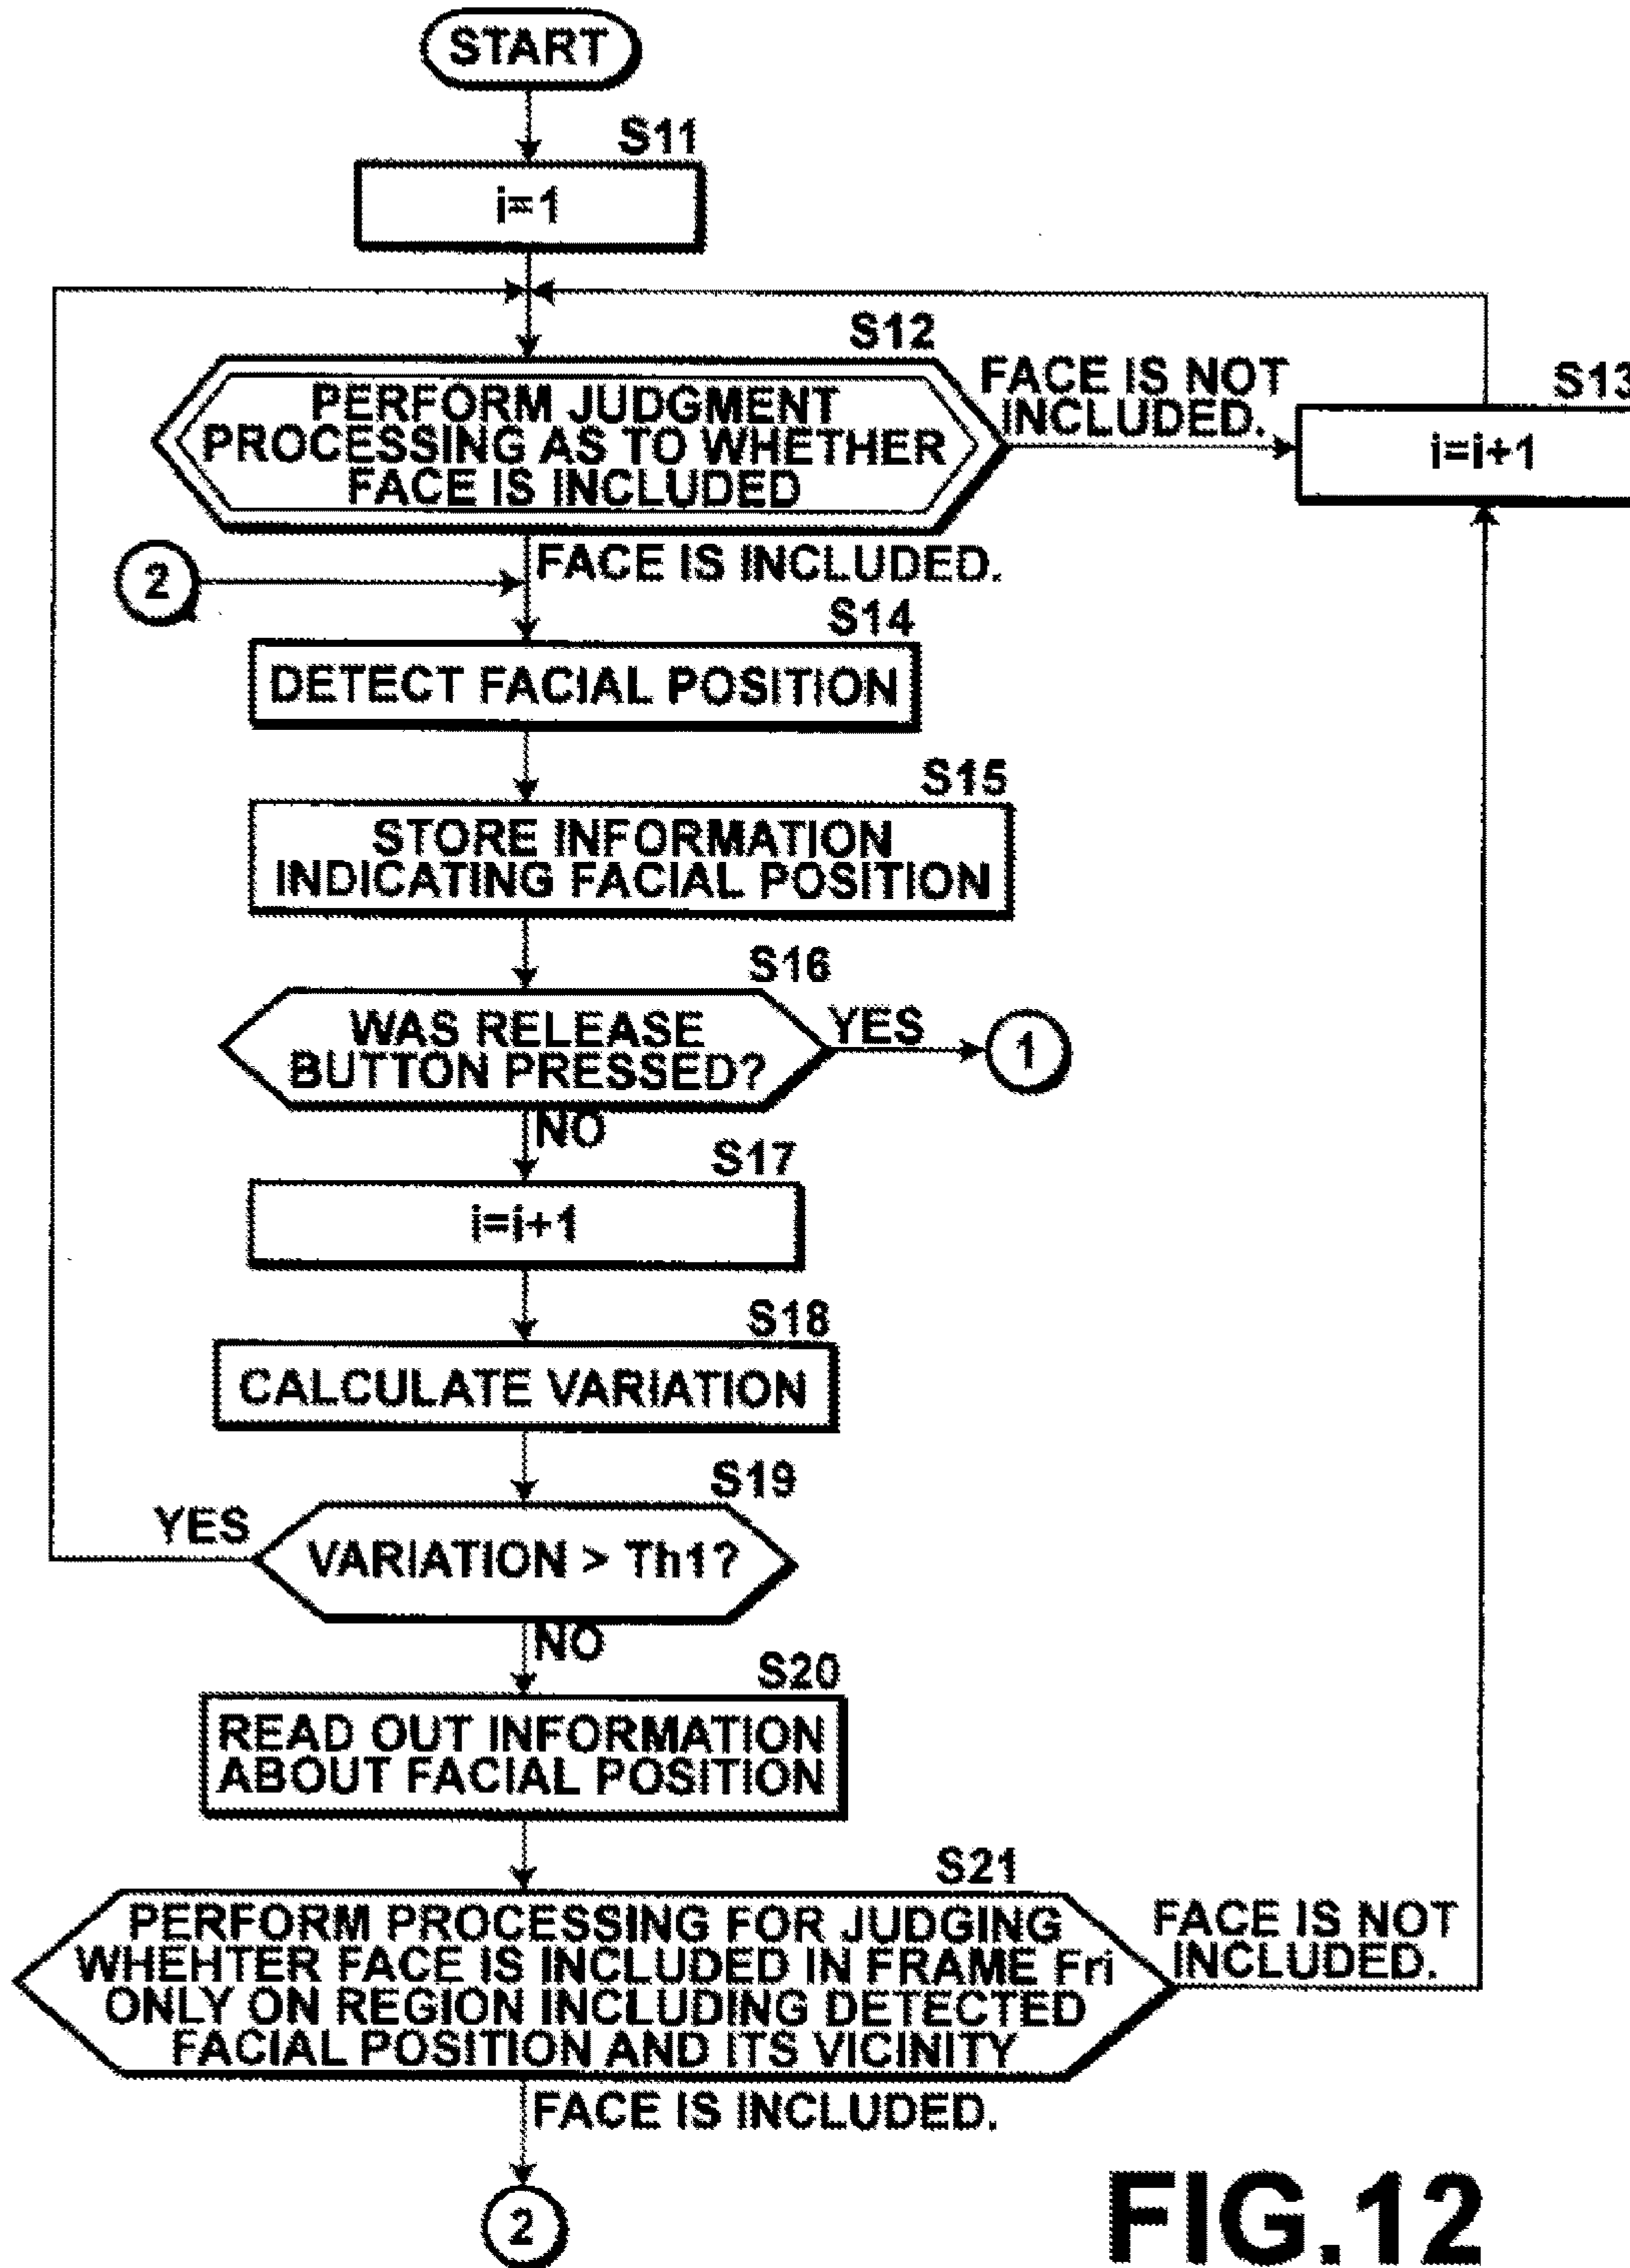 START
S11
i=1
S12
PERFORM JUDGMENT
PROCESSING AS TO WHETHER
FACE IS INCLUDED
FACE IS NOT
INCLUDED.
S13
i=i+1
FACE IS INCLUDED.
2
S14
DETECT FACIAL POSITION
S15
STORE INFORMATION
INDICATING FACIAL POSITION
S16
WAS RELEASE
BUTTON PRESSED?
YES
1
NO
S17
i=i+1
S18
CALCULATE VARIATION
S19
YES
VARIATION > Th1?
NO
S20
READ OUT INFORMATION
ABOUT FACIAL POSITION
S21
PERFORM PROCESSING FOR JUDGING
WHEHTER FACE IS INCLUDED IN FRAME Fri
ONLY ON REGION INCLUDING DETECTED
FACIAL POSITION AND ITS VICINITY
FACE IS NOT
INCLUDED.
FACE IS INCLUDED.
2
FIG.12